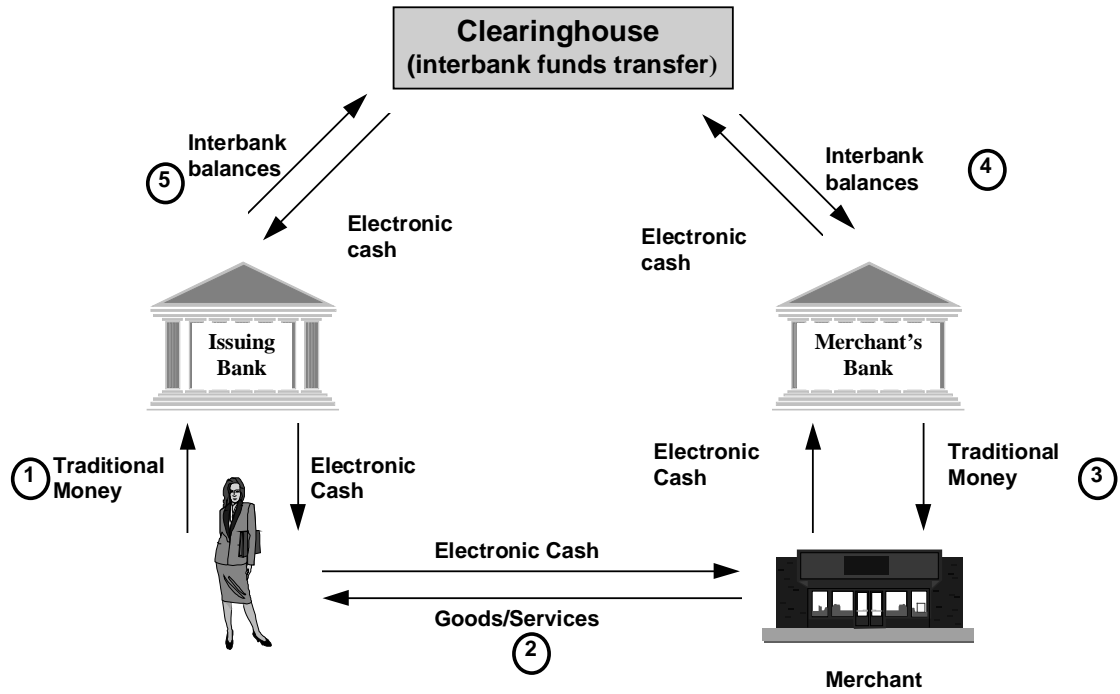 Clearinghouse
(interbank funds transfer)
Interbank
balances
5
Interbank
balances
4
Electronic
cash
Electronic
cash
Issuing
Bank
Merchant's
Bank
1
Traditional
Money
Electronic
Cash
Electronic
Cash
Traditional
Money
3
Electronic Cash
Goods/Services
2
Merchant